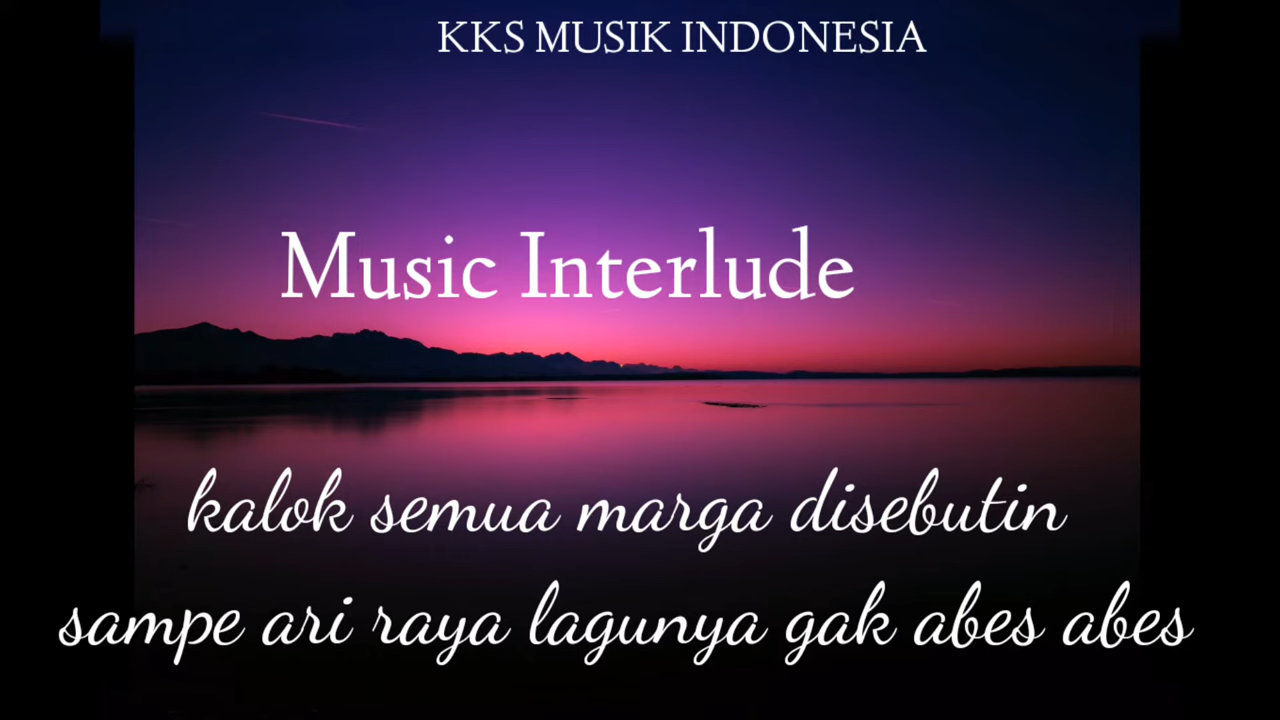 KKS MUSIK INDONESIA
Music Interlude
kalok semua marga disebutin
sampe ari raya lagunya gak abes abes